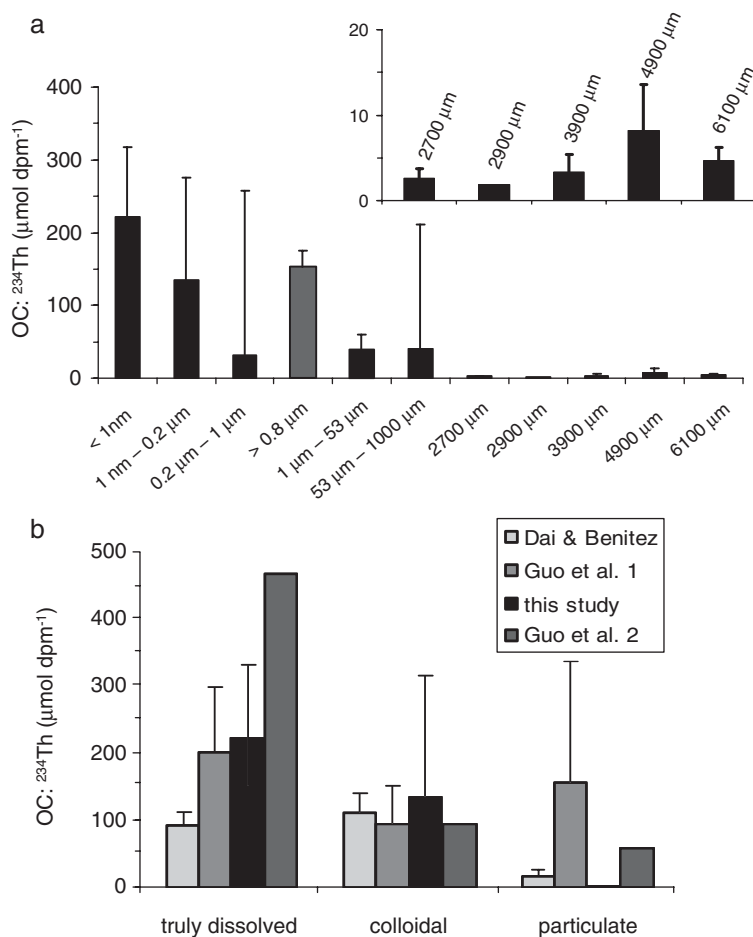 a
OC: ²³⁴Th (μmol dpm⁻¹)
400
300
200
100
0
20
10
0
2700 μm
2900 μm
3900 μm
4900 μm
6100 μm
< 1nm
1 nm – 0.2 μm
0.2 μm – 1 μm
> 0.8 μm
1 μm – 53 μm
53 μm – 1000 μm
2700 μm
2900 μm
3900 μm
4900 μm
6100 μm
b
OC: ²³⁴Th (μmol dpm⁻¹)
500
400
300
200
100
0
Dai & Benitez
Guo et al. 1
this study
Guo et al. 2
truly dissolved
colloidal
particulate